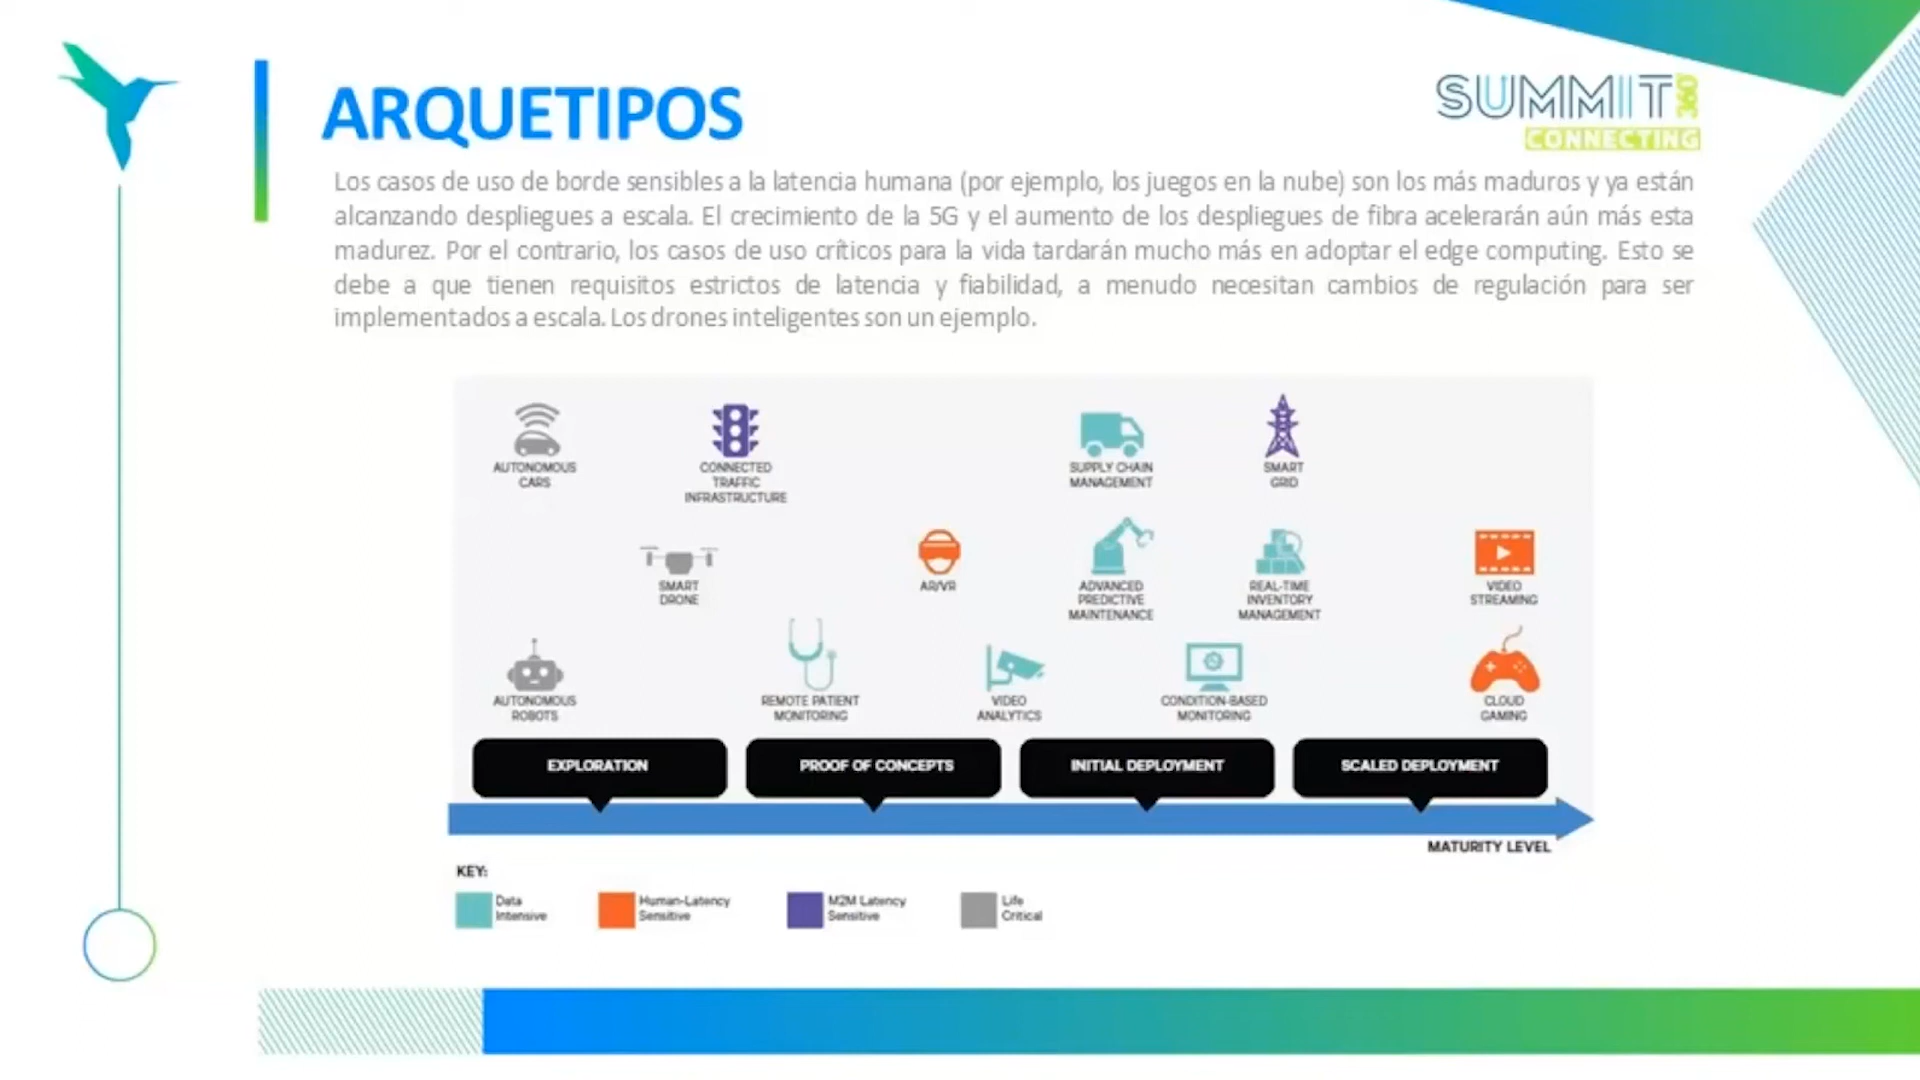 ARQUETIPOS
SUMMIT 360
CONNECTING
Los casos de uso de borde sensibles a la latencia humana (por ejemplo, los juegos en la nube) son los más maduros y ya están
alcanzando despliegues a escala. El crecimiento de la 5G y el aumento de los despliegues de fibra acelerarán aún más esta
madurez. Por el contrario, los casos de uso críticos para la vida tardarán mucho más en adoptar el edge computing. Esto se
debe a que tienen requisitos estrictos de latencia y fiabilidad, a menudo necesitan cambios de regulación para ser
implementados a escala. Los drones inteligentes son un ejemplo.
AUTONOMOUS
CARS
CONNECTED
TRAFFIC
INFRASTRUCTURE
SUPPLY CHAIN
MANAGEMENT
SMART
GRID
SMART
DRONE
AR/VR
ADVANCED
PREDICTIVE
MAINTENANCE
REAL-TIME
INVENTORY
MANAGEMENT
VIDEO
STREAMING
AUTONOMOUS
ROBOTS
REMOTE PATIENT
MONITORING
VIDEO
ANALYTICS
CONDITION-BASED
MONITORING
CLOUD
GAMING
EXPLORATION
PROOF OF CONCEPTS
INITIAL DEPLOYMENT
SCALED DEPLOYMENT
MATURITY LEVEL
KEY:
Data
Intensive
Human-Latency
Sensitive
M2M Latency
Sensitive
Life
Critical